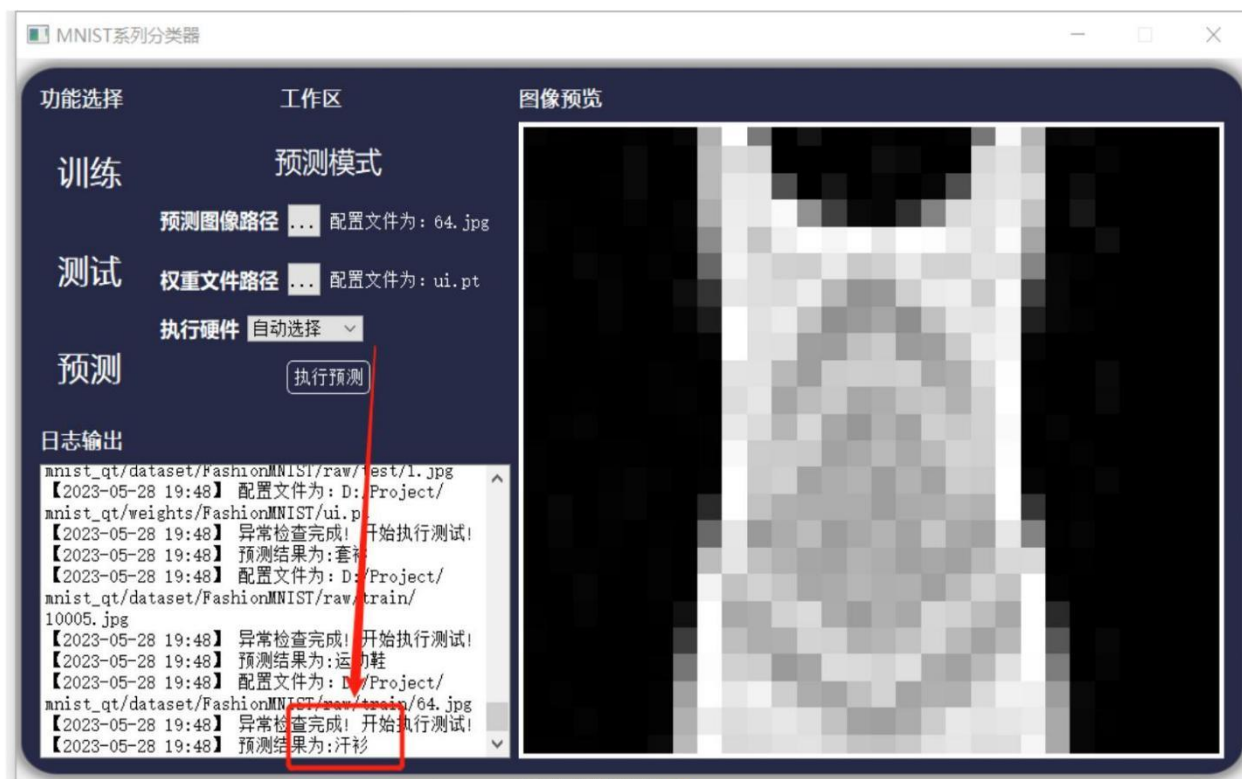 MNIST系列分类器
功能选择
工作区
图像预览
训练
预测模式
预测图像路径 ... 配置文件为: 64.jpg
测试
权重文件路径 ... 配置文件为: ui.pt
执行硬件 自动选择
预测
执行预测
日志输出
mnist_qt/dataset/FashionMNIST/raw/test/1.jpg
【2023-05-28 19:48】 配置文件为: D:/Project/
mnist_qt/weights/FashionMNIST/ui.pt
【2023-05-28 19:48】 异常检查完成! 开始执行测试!
【2023-05-28 19:48】 预测结果为:套衫
【2023-05-28 19:48】 配置文件为: D:/Project/
mnist_qt/dataset/FashionMNIST/raw/train/
10005.jpg
【2023-05-28 19:48】 异常检查完成! 开始执行测试!
【2023-05-28 19:48】 预测结果为:运动鞋
【2023-05-28 19:48】 配置文件为: D:/Project/
mnist_qt/dataset/FashionMNIST/raw/train/64.jpg
【2023-05-28 19:48】 异常检查完成! 开始执行测试!
【2023-05-28 19:48】 预测结果为:汗衫